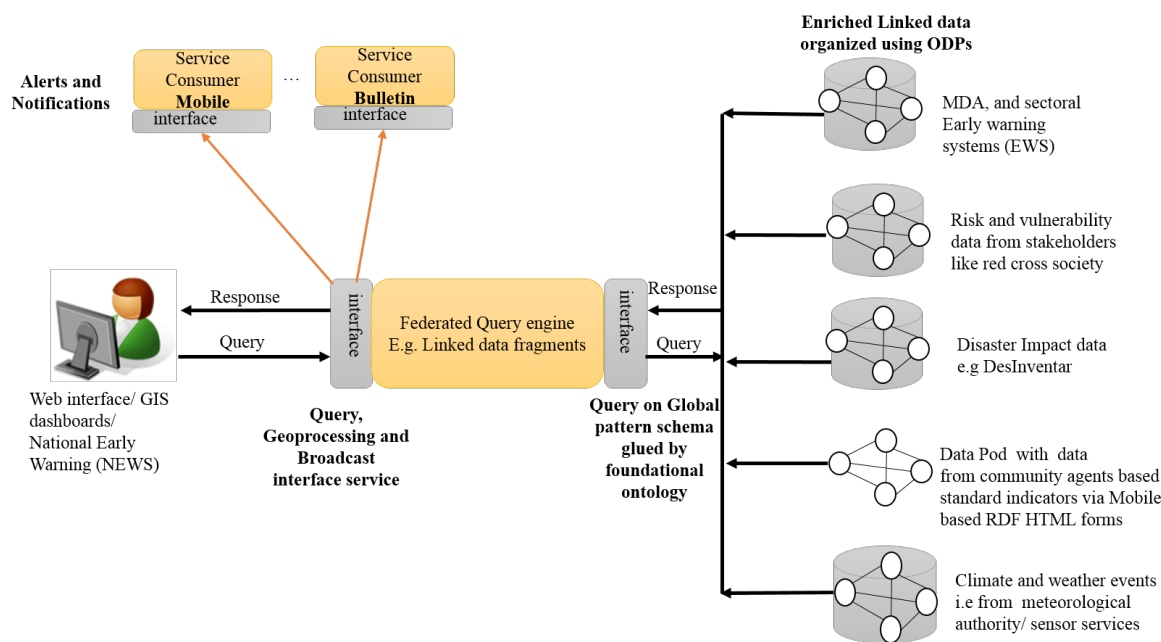 Alerts and
Notifications
Service
Consumer
Mobile
interface
...
Service
Consumer
Bulletin
interface
Response
Query
Web interface/ GIS
dashboards/
National Early
Warning (NEWS)
interface
Federated Query engine
E.g. Linked data fragments
interface
Query,
Geoprocessing and
Broadcast
interface service
Response
Query
Query on Global
pattern schema
glued by
foundational
ontology
Enriched Linked data
organized using ODPs
MDA, and sectoral
Early warning
systems (EWS)
Risk and vulnerability
data from stakeholders
like red cross society
Disaster Impact data
e.g DesInventar
Data Pod with data
from community agents based
standard indicators via Mobile
based RDF HTML forms
Climate and weather events
i.e from meteorological
authority/ sensor services